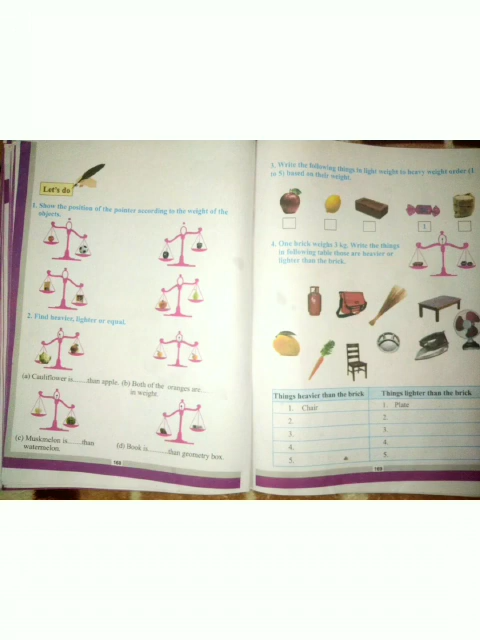 Let's do
1. Show the position of the pointer according to the weight of the
objects.
2. Find heavier, lighter or equal.
(a) Cauliflower is......than apple. (b) Both of the oranges are......
in weight.
(c) Muskmelon is.....than
watermelon.
(d) Book is.........than geometry box.
168
3. Write the following things in light weight to heavy weight order (1
to 5) based on their weight.
1
4. One brick weighs 3 kg. Write the things
in following table those are heavier or
lighter than the brick.
Things heavier than the brick Things lighter than the brick
1. Chair 1. Plate
2. 2.
3. 3.
4. 4.
5. 5.
169